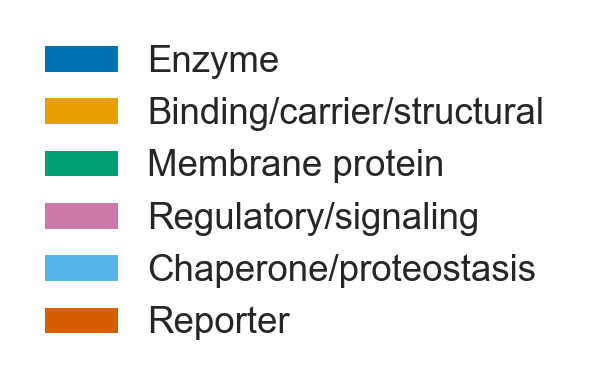 Enzyme
Binding/carrier/structural
Membrane protein
Regulatory/signaling
Chaperone/proteostasis
Reporter